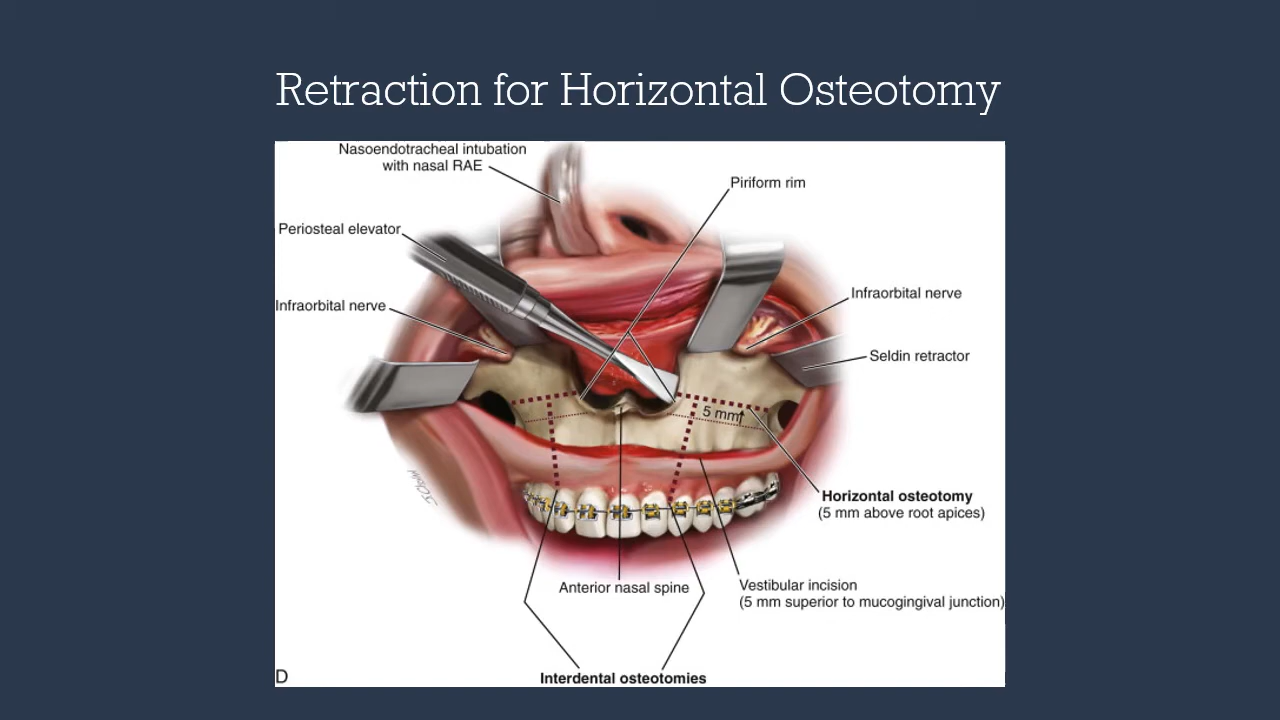 Retraction for Horizontal Osteotomy
Nasoendotracheal intubation
with nasal RAE
Piriform rim
Periosteal elevator
Infraorbital nerve
Infraorbital nerve
Seldin retractor
5 mm
Horizontal osteotomy
(5 mm above root apices)
Anterior nasal spine
Vestibular incision
(5 mm superior to mucogingival junction)
Interdental osteotomies
D